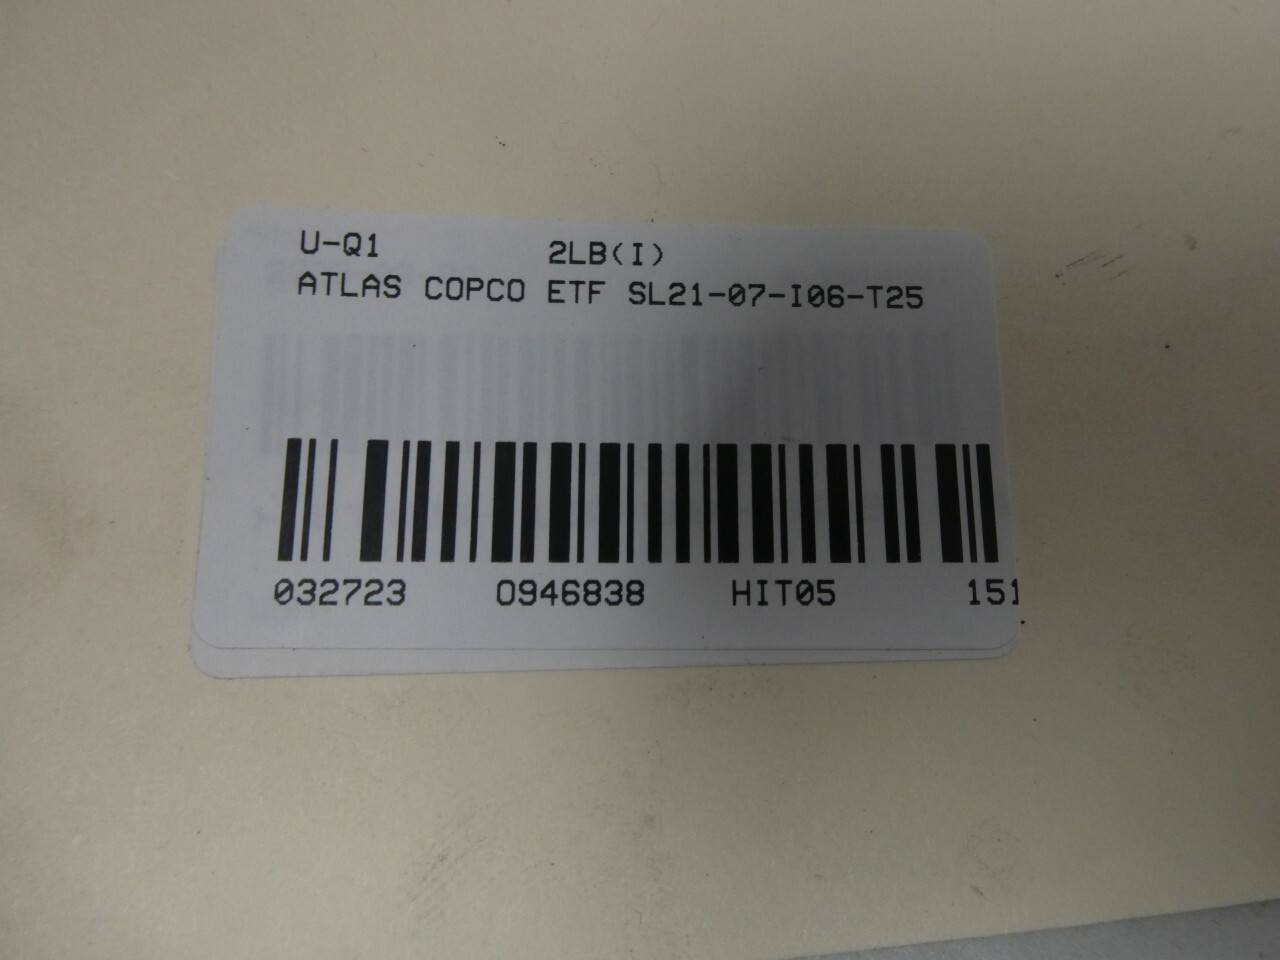 U-Q1 2LB(I)
ATLAS COPCO ETF SL21-07-I06-T25
032723 0946838 HIT05 151